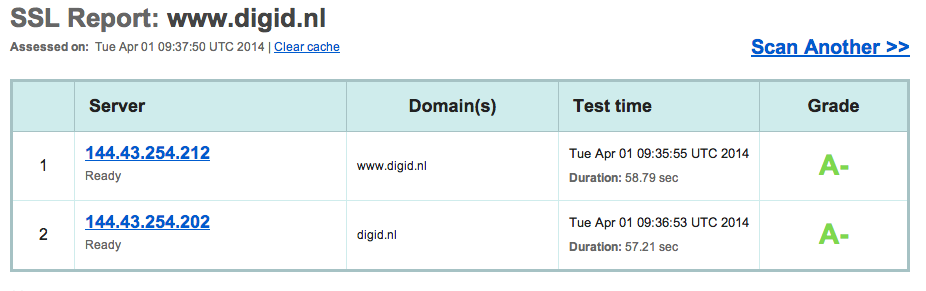 SSL Report: www.digid.nl
Assessed on: Tue Apr 01 09:37:50 UTC 2014 | Clear cache
Scan Another >>
Server Domain(s) Test time Grade
1 144.43.254.212 www.digid.nl Tue Apr 01 09:35:55 UTC 2014 A-
Ready Duration: 58.79 sec
2 144.43.254.202 digid.nl Tue Apr 01 09:36:53 UTC 2014 A-
Ready Duration: 57.21 sec